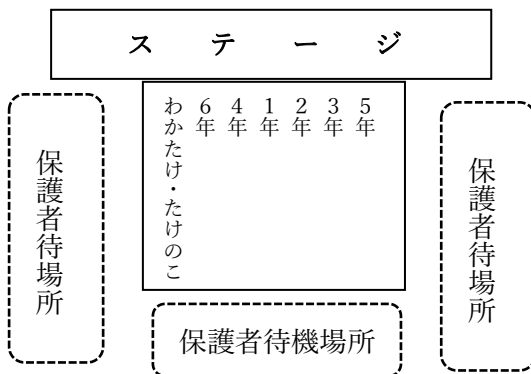 ステージ
保護者待場所
5年
3年
2年
1年
4年
6年
わかたけ・たけのこ
保護者待場所
保護者待機場所